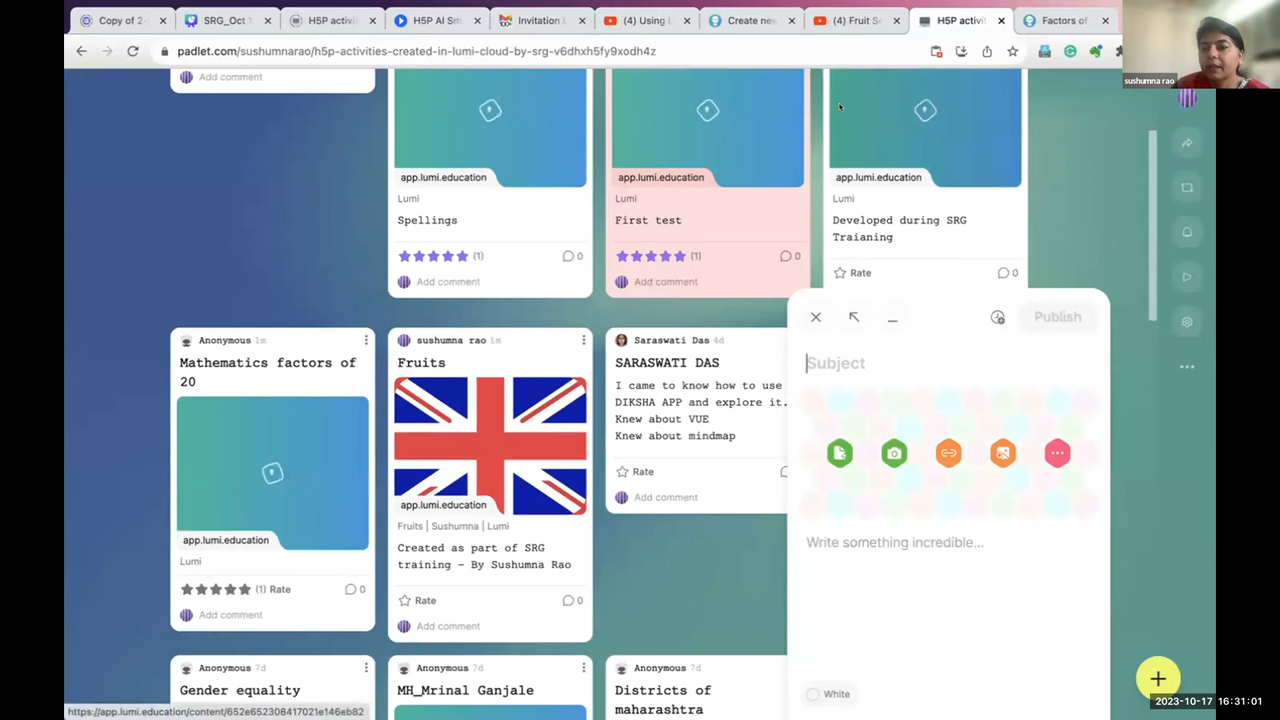 Copy of 2-
SRG_Oct
H5P activi
H5P AI Sm
Invitation
(4) Using
Create new
(4) Fruit S
H5P activi
Factors of
padlet.com/sushumnarao/h5p-activities-created-in-lumi-cloud-by-srg-v6dhxh5fy9xodh4z
sushumna rao
Add comment
app.lumi.education
Lumi
Spellings
(1)
0
Add comment
app.lumi.education
Lumi
First test
(1)
0
Add comment
app.lumi.education
Lumi
Developed during SRG
Traianing
Rate
0
Anonymous 1m
Mathematics factors of
20
app.lumi.education
Lumi
(1) Rate
0
Add comment
sushumna rao 1m
Fruits
app.lumi.education
Fruits | Sushumna | Lumi
Created as part of SRG
training - By Sushumna Rao
Rate
0
Add comment
Saraswati Das 4d
SARASWATI DAS
I came to know how to use
DIKSHA APP and explore it.
Knew about VUE
Knew about mindmap
Rate
Add comment
Publish
Subject
Write something incredible...
White
Anonymous 7d
Gender equality
Anonymous 7d
MH_Mrinal Ganjale
Anonymous 7d
Districts of
maharashtra
https://app.lumi.education/content/652e652308417021e146eb82
2023-10-17 16:31:01